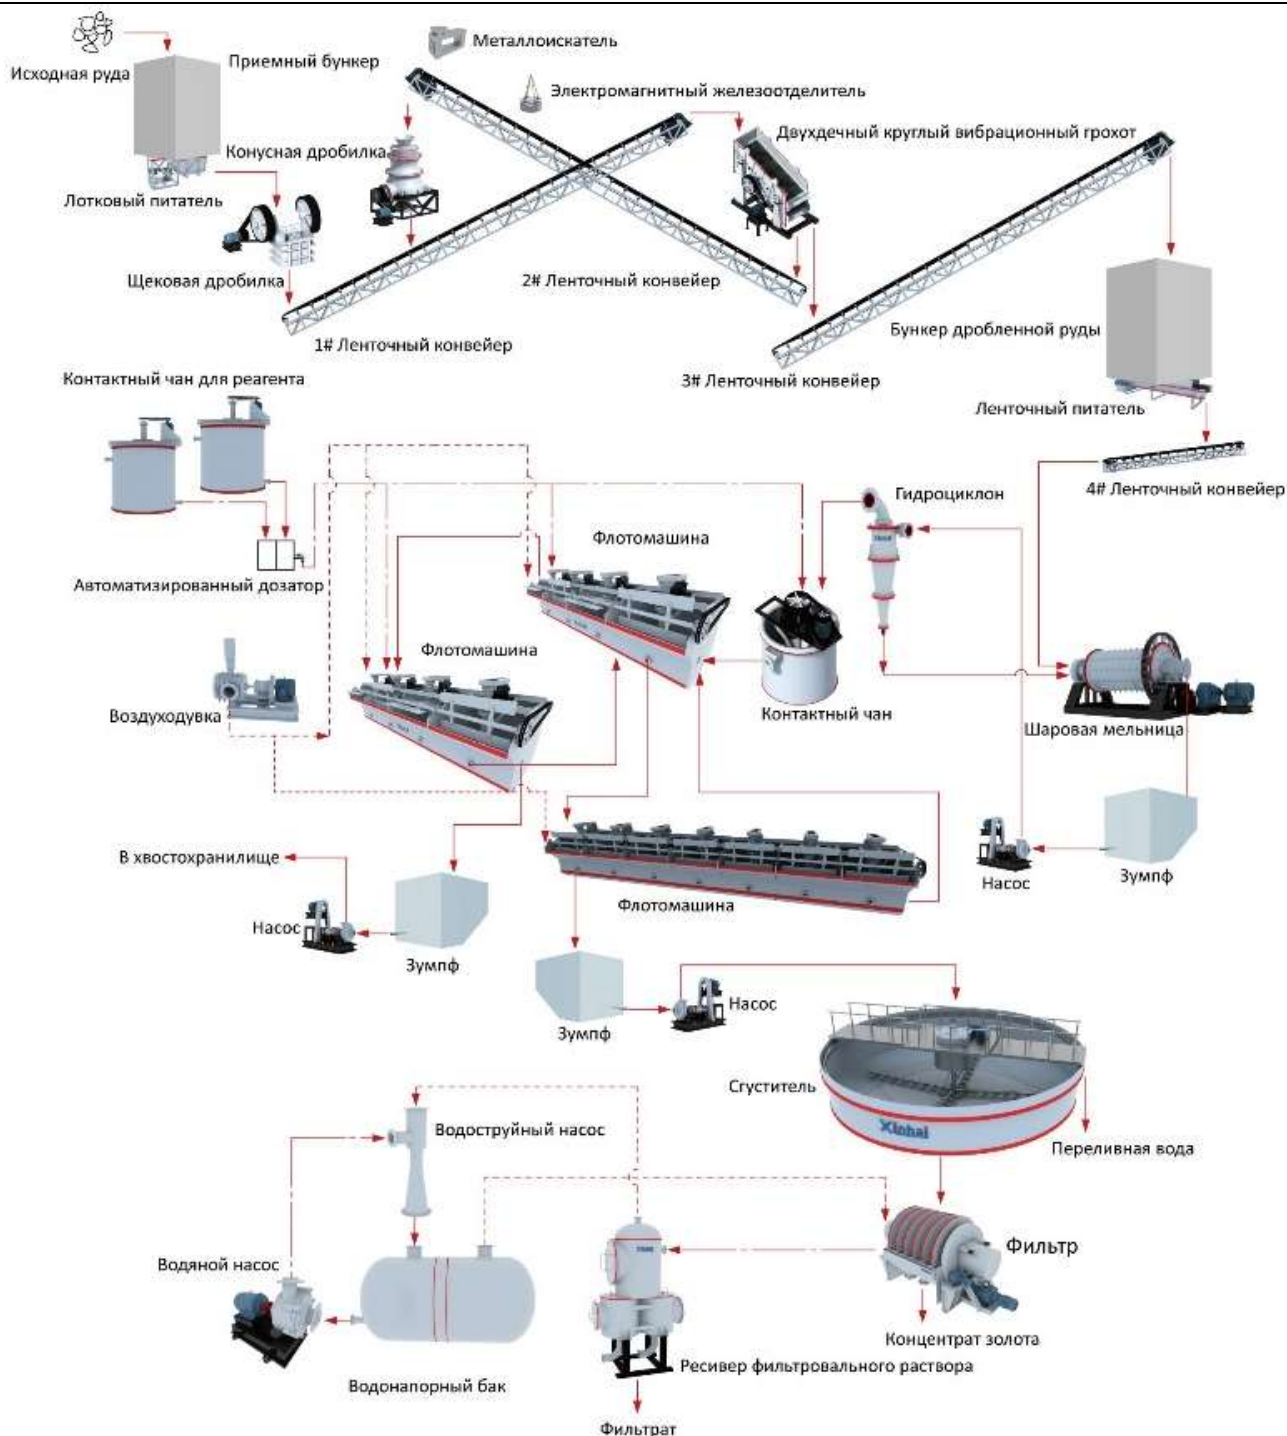 Металлоискатель
Исходная руда
Приемный бункер
Электромагнитный железоотделитель
Двухдечный круглый вибрационный грохот
Конусная дробилка
Лотковый питатель
Щековая дробилка
2# Ленточный конвейер
1# Ленточный конвейер
Бункер дробленной руды
3# Ленточный конвейер
Контактный чан для реагента
Ленточный питатель
4# Ленточный конвейер
Гидроциклон
Флотомашина
Автоматизированный дозатор
Флотомашина
Воздуходувка
Контактный чан
Шаровая мельница
В хвостохранилище
Насос
Зумпф
Флотомашина
Насос
Зумпф
Насос
Зумпф
Сгуститель
Xinhai
Водоструйный насос
Переливная вода
Фильтр
Водяной насос
Концентрат золота
Ресивер фильтровального раствора
Водонапорный бак
Фильтрат